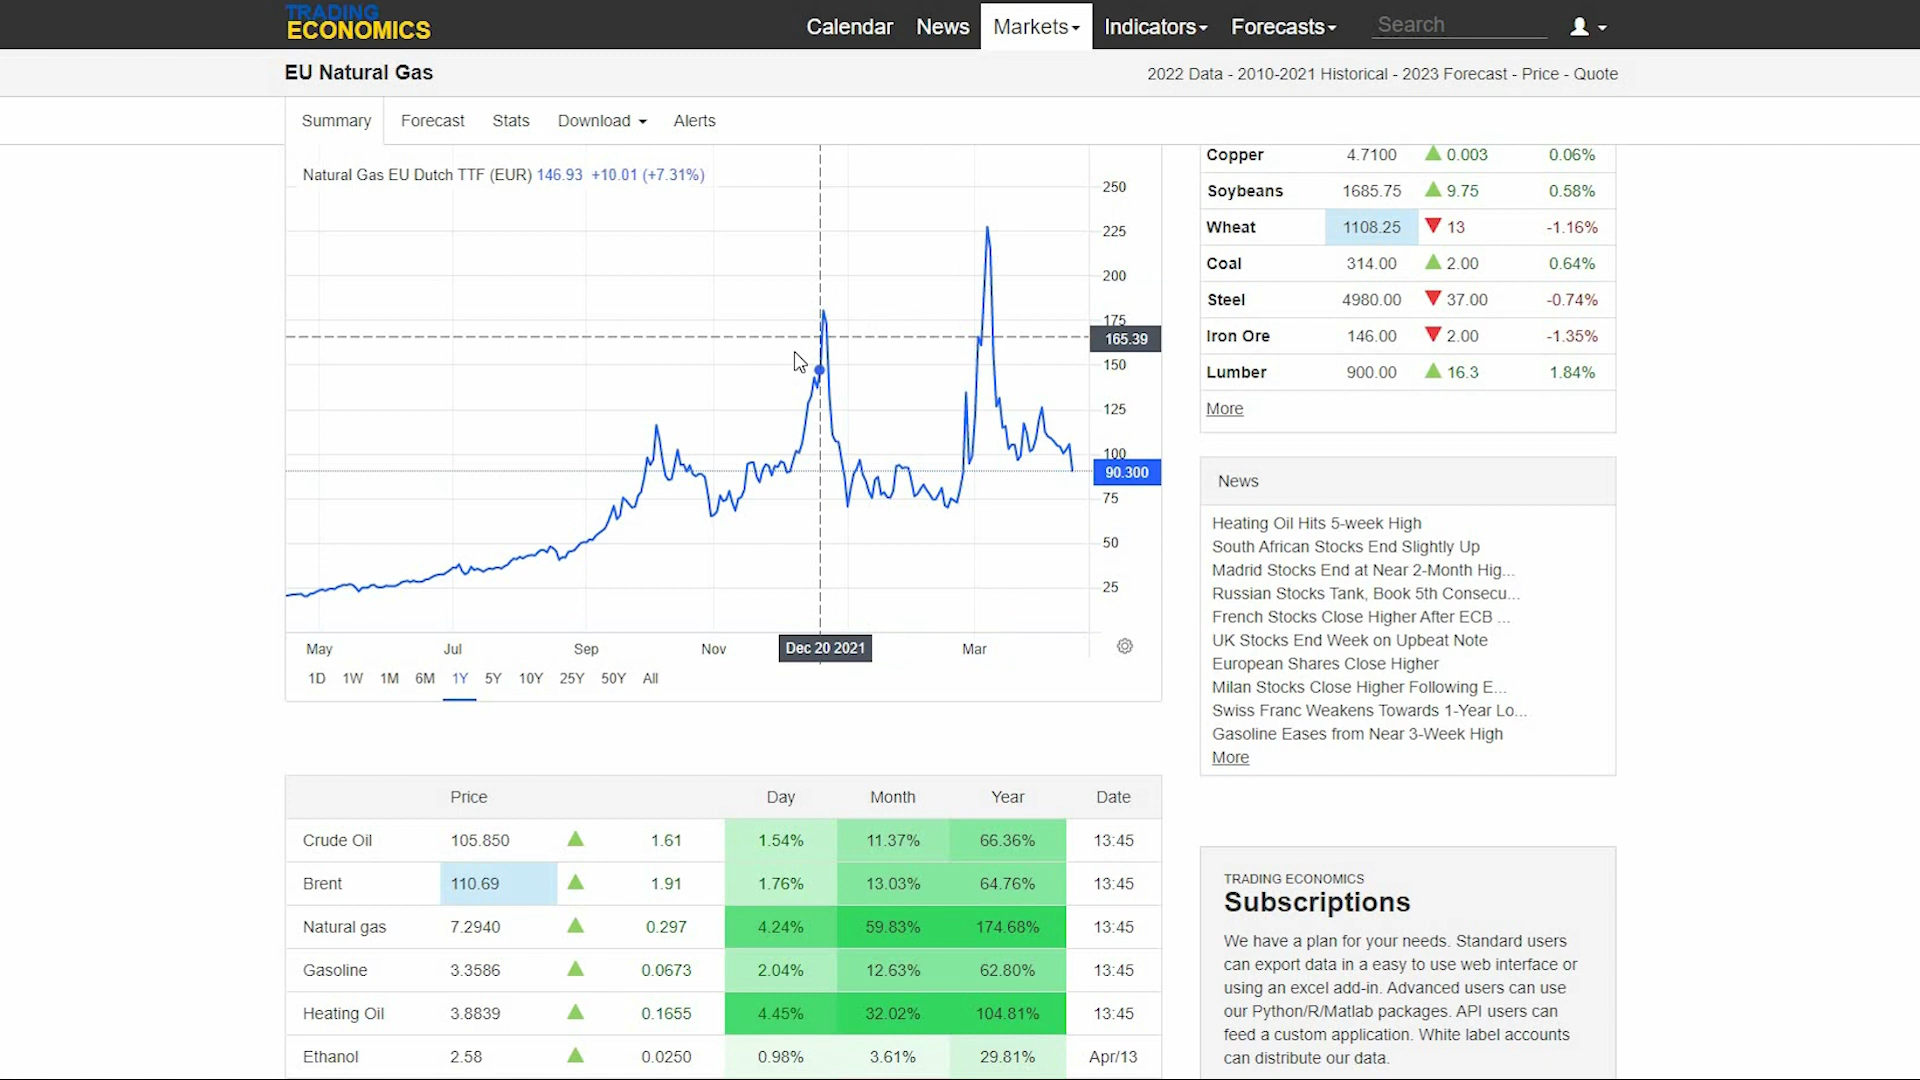 TRADING
ECONOMICS
Calendar News Markets Indicators Forecasts Search
EU Natural Gas
2022 Data - 2010-2021 Historical - 2023 Forecast - Price - Quote
Summary Forecast Stats Download Alerts
Natural Gas EU Dutch TTF (EUR) 146.93 +10.01 (+7.31%)
250
225
200
175
165.39
150
125
100
90.300
75
50
25
May Jul Sep Nov Dec 20 2021 Mar
1D 1W 1M 6M 1Y 5Y 10Y 25Y 50Y All
Copper 4.7100 0.003 0.06%
Soybeans 1685.75 9.75 0.58%
Wheat 1108.25 13 -1.16%
Coal 314.00 2.00 0.64%
Steel 4980.00 37.00 -0.74%
Iron Ore 146.00 2.00 -1.35%
Lumber 900.00 16.3 1.84%
More
News
Heating Oil Hits 5-week High
South African Stocks End Slightly Up
Madrid Stocks End at Near 2-Month Hig...
Russian Stocks Tank, Book 5th Consecu...
French Stocks Close Higher After ECB ...
UK Stocks End Week on Upbeat Note
European Shares Close Higher
Milan Stocks Close Higher Following E...
Swiss Franc Weakens Towards 1-Year Lo...
Gasoline Eases from Near 3-Week High
More
Price Day Month Year Date
Crude Oil 105.850 1.61 1.54% 11.37% 66.36% 13:45
Brent 110.69 1.91 1.76% 13.03% 64.76% 13:45
Natural gas 7.2940 0.297 4.24% 59.83% 174.68% 13:45
Gasoline 3.3586 0.0673 2.04% 12.63% 62.80% 13:45
Heating Oil 3.8839 0.1655 4.45% 32.02% 104.81% 13:45
Ethanol 2.58 0.0250 0.98% 3.61% 29.81% Apr/13
TRADING ECONOMICS
Subscriptions
We have a plan for your needs. Standard users
can export data in a easy to use web interface or
using an excel add-in. Advanced users can use
our Python/R/Matlab packages. API users can
feed a custom application. White label accounts
can distribute our data.